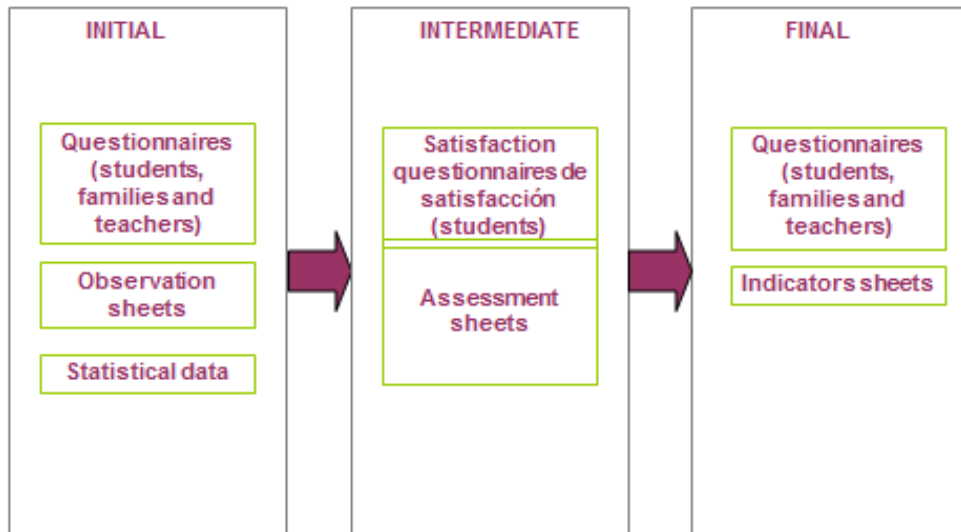 INITIAL
Questionnaires
(students,
families and
teachers)
Observation
sheets
Statistical data
INTERMEDIATE
Satisfaction
questionnaires de
satisfacción
(students)
Assessment
sheets
FINAL
Questionnaires
(students,
families and
teachers)
Indicators sheets